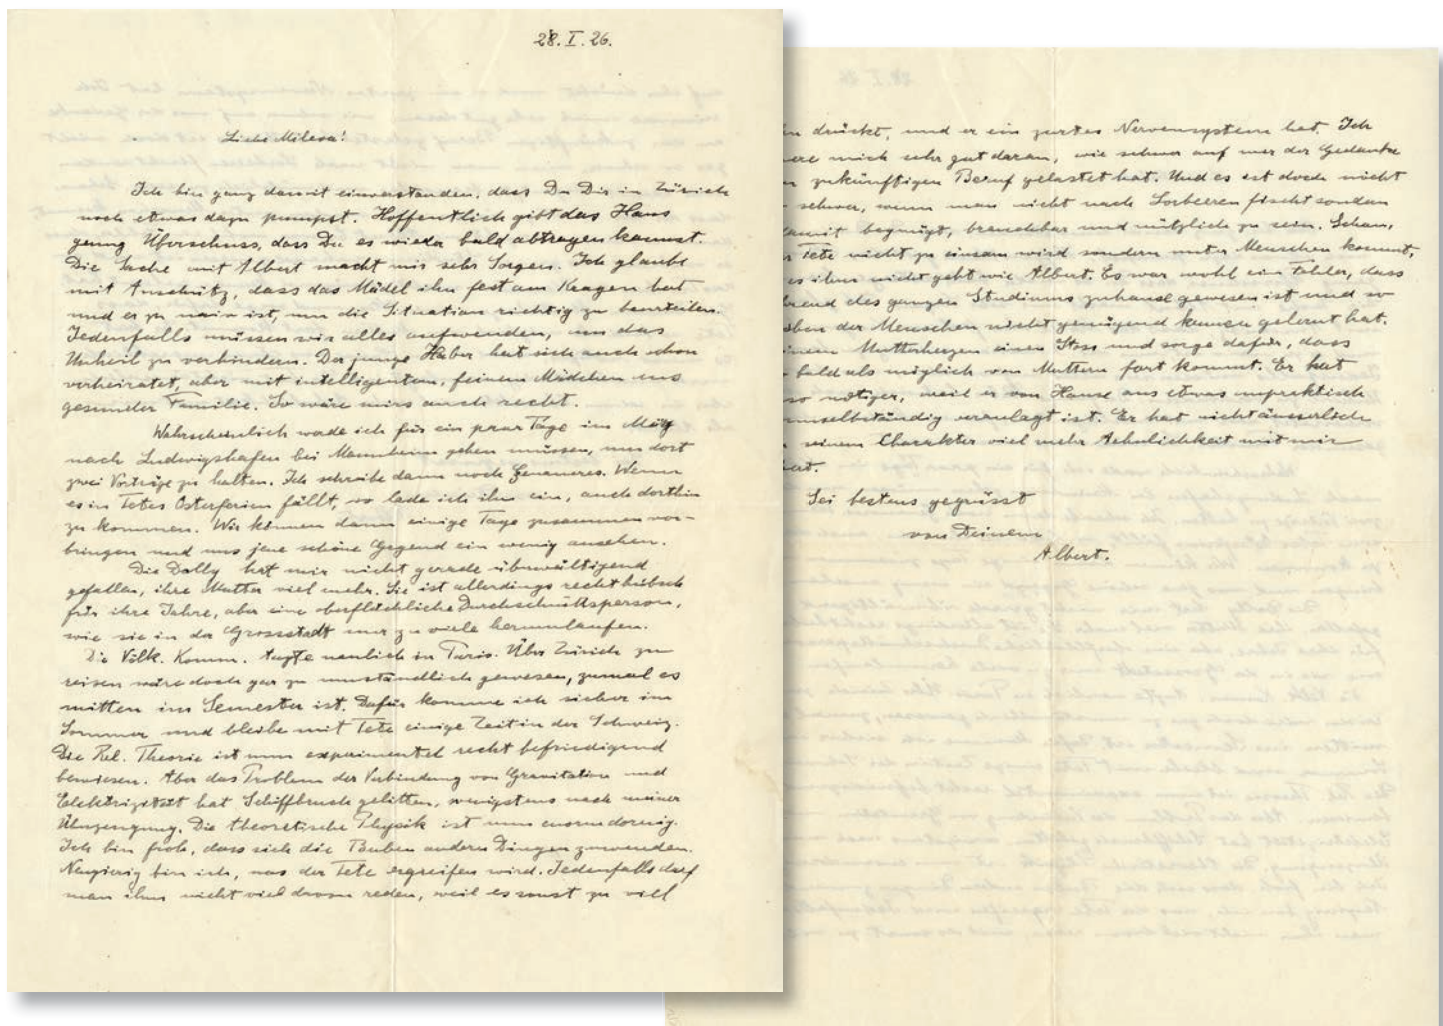 28. I. 26.
Liebe Mileva!
Ich bin ganz damit einverstanden, dass Du Dir in Zürich
noch etwas dazu pumpst. Hoffentlich gibt das Haus
genug Überschuss, dass Du es wieder bald abtragen kannst.
Die Sache mit Albert macht mir sehr Sorgen. Ich glaube
mit Anschütz, dass das Mädel ihn fest am Kragen hat
und er zu naiv ist, um die Situation richtig zu beurteilen.
Jedenfalls müssen wir alles aufwenden, um das
Unheil zu verhindern. Der junge Haber hat sich auch schon
verheiratet, aber mit intelligentem, feinem Mädchen aus
gesunder Familie. So wäre mirs auch recht.
Wahrscheinlich werde ich für ein paar Tage im März
nach Ludwigshafen bei Mannheim gehen müssen, um dort
zwei Vorträge zu halten. Ich schreibe dann noch Genaueres. Wenn
es in Tetes Osterferien fällt, so lade ich ihn ein, auch dorthin
zu kommen. Wir können dann einige Tage zusammen ver-
bringen und uns jene schöne Gegend ein wenig ansehen.
Die Dolly hat mir nicht gerade überwältigend
gefallen, ihre Mutter viel mehr. Sie ist allerdings recht hübsch
für ihre Jahre, aber eine oberflächliche Durchschnittsperson,
wie sie in der Grossstadt nur zu viele herumlaufen.
Die Völk. Komm. tagte neulich in Paris. Über Zürich zu
reisen wäre doch gar zu umständlich gewesen, zumal es
mitten im Semester ist. Dafür komme ich sicher im
Sommer und bleibe mit Tete einige Zeit in der Schweiz.
Die Rel. Theorie ist nun experimentel recht befriedigend
bewiesen. Aber das Problem der Verbindung von Gravitation und
Elektrizität hat Schiffbruch gelitten, wenigstens nach meiner
Überzeugung. Die theoretische Physik ist nun enorm dornig.
Ich bin froh, dass sich die Buben andern Dingen zuwenden.
Neugierig bin ich, was der Tete ergreifen wird. Jedenfalls darf
man ihm nicht viel davon reden, weil es sonst zu viel
drückt, und er ein zartes Nervensystem hat. Ich
mich sehr gut daran, wie schwer auf mir der Gedanke
zukünftigen Beruf gelastet hat. Und es ist doch nicht
schwer, wenn man nicht nach Lorbeeren fischt sondern
damit begnügt, brauchbar und nützlich zu sein. Schau,
Tete nicht zu einsam wird sondern unter Menschen kommt,
es ihm nicht geht wie Albert. Es war wohl ein Fehler, dass
des ganzen Studiums zuhause gewesen ist und so
der Menschen nicht genügend kennen gelernt hat.
Mutterherzen einen Stoss und sorge dafür, dass
bald als möglich von Muttern fort kommt. Er hat
so nötiger, weil er von Hause aus etwas unpraktisch
unselbständig veranlagt ist. Er hat nicht äusserlich
seinem Charakter viel mehr Aehnlichkeit mit mir
hat.
Sei bestens gegrüsst
von Deinem
Albert.